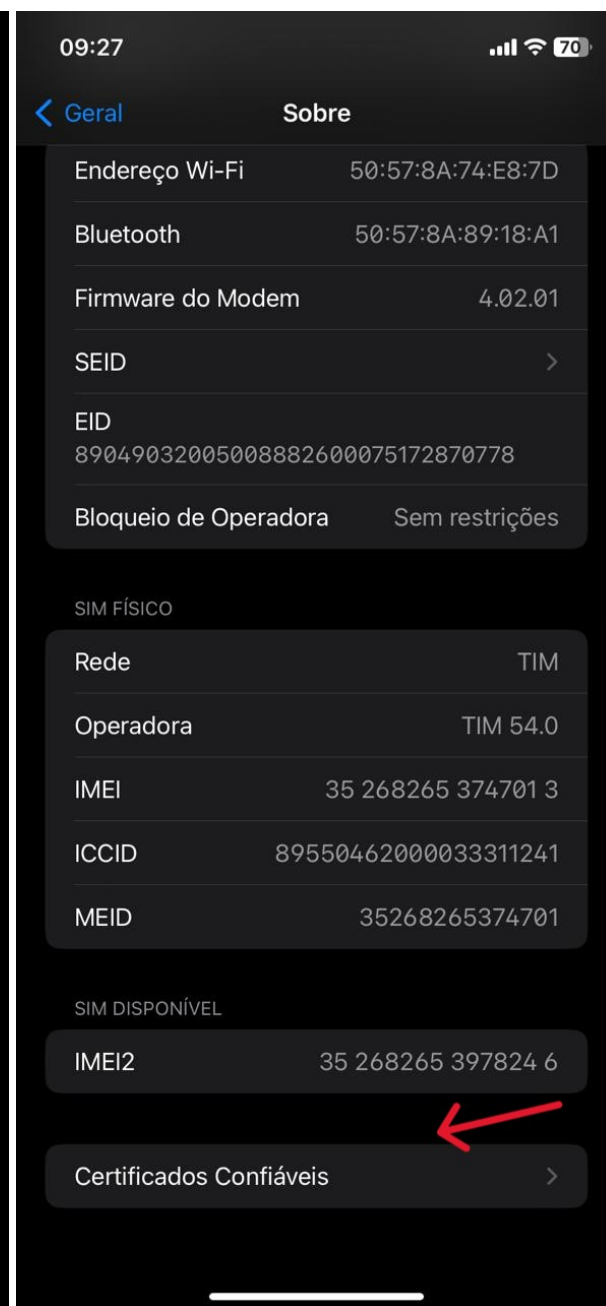 09:27
70
Geral
Sobre
Endereço Wi-Fi 50:57:8A:74:E8:7D
Bluetooth 50:57:8A:89:18:A1
Firmware do Modem 4.02.01
SEID
EID
89049032005008882600075172870778
Bloqueio de Operadora Sem restrições
SIM FÍSICO
Rede TIM
Operadora TIM 54.0
IMEI 35 268265 374701 3
ICCID 89550462000033311241
MEID 35268265374701
SIM DISPONÍVEL
IMEI2 35 268265 397824 6
Certificados Confiáveis